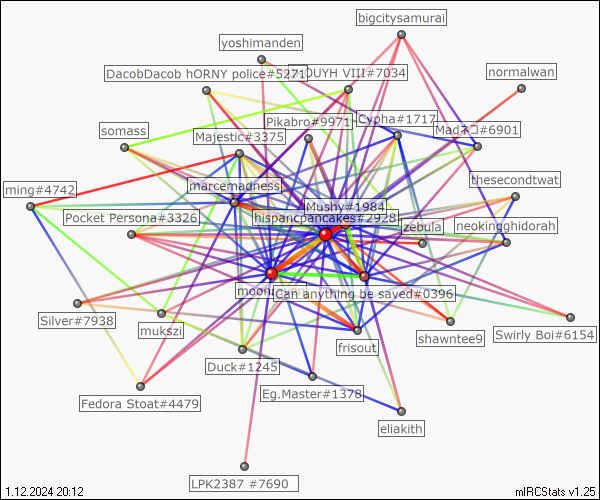 bigcitysamurai
yoshimanden
DacobDacob hORNY police#5271
DUYH VIII#7034
normalwan
Cypha#1717
Pikabro#9971
Madネコ#6901
somass
Majestic#3375
marcemadness
thesecondtwat
ming#4742
Mushy#1984
Pocket Persona#3326
hispancpancakes#2928
zebula
neokingghidorah
Can anything be sayed#0396
Silver#7938
mukszi
frisout
shawntee9
Swirly Boi#6154
Duck#1245
Eg.Master#1378
Fedora Stoat#4479
eliakith
LPK2387 #7690
1.12.2024 20:12
mIRCStats v1.25